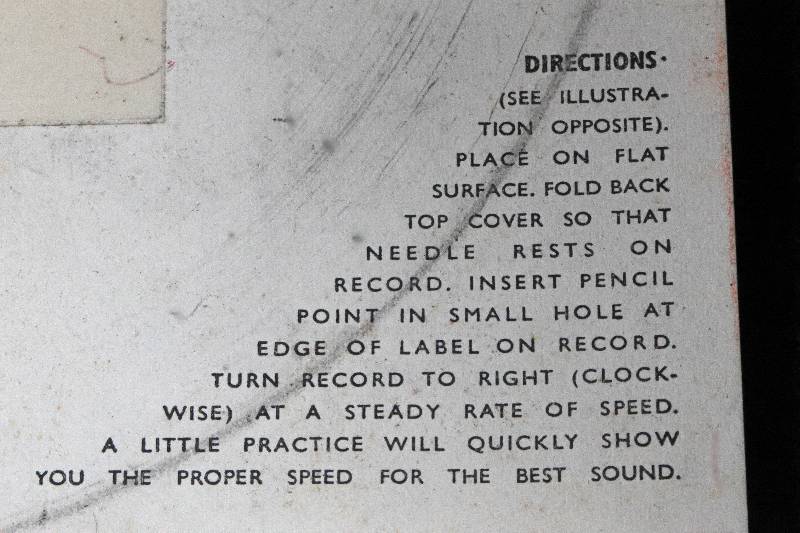 DIRECTIONS·
(SEE ILLUSTRA-
TION OPPOSITE).
PLACE ON FLAT
SURFACE. FOLD BACK
TOP COVER SO THAT
NEEDLE RESTS ON
RECORD. INSERT PENCIL
POINT IN SMALL HOLE AT
EDGE OF LABEL ON RECORD.
TURN RECORD TO RIGHT (CLOCK-
WISE) AT A STEADY RATE OF SPEED.
A LITTLE PRACTICE WILL QUICKLY SHOW
YOU THE PROPER SPEED FOR THE BEST SOUND.